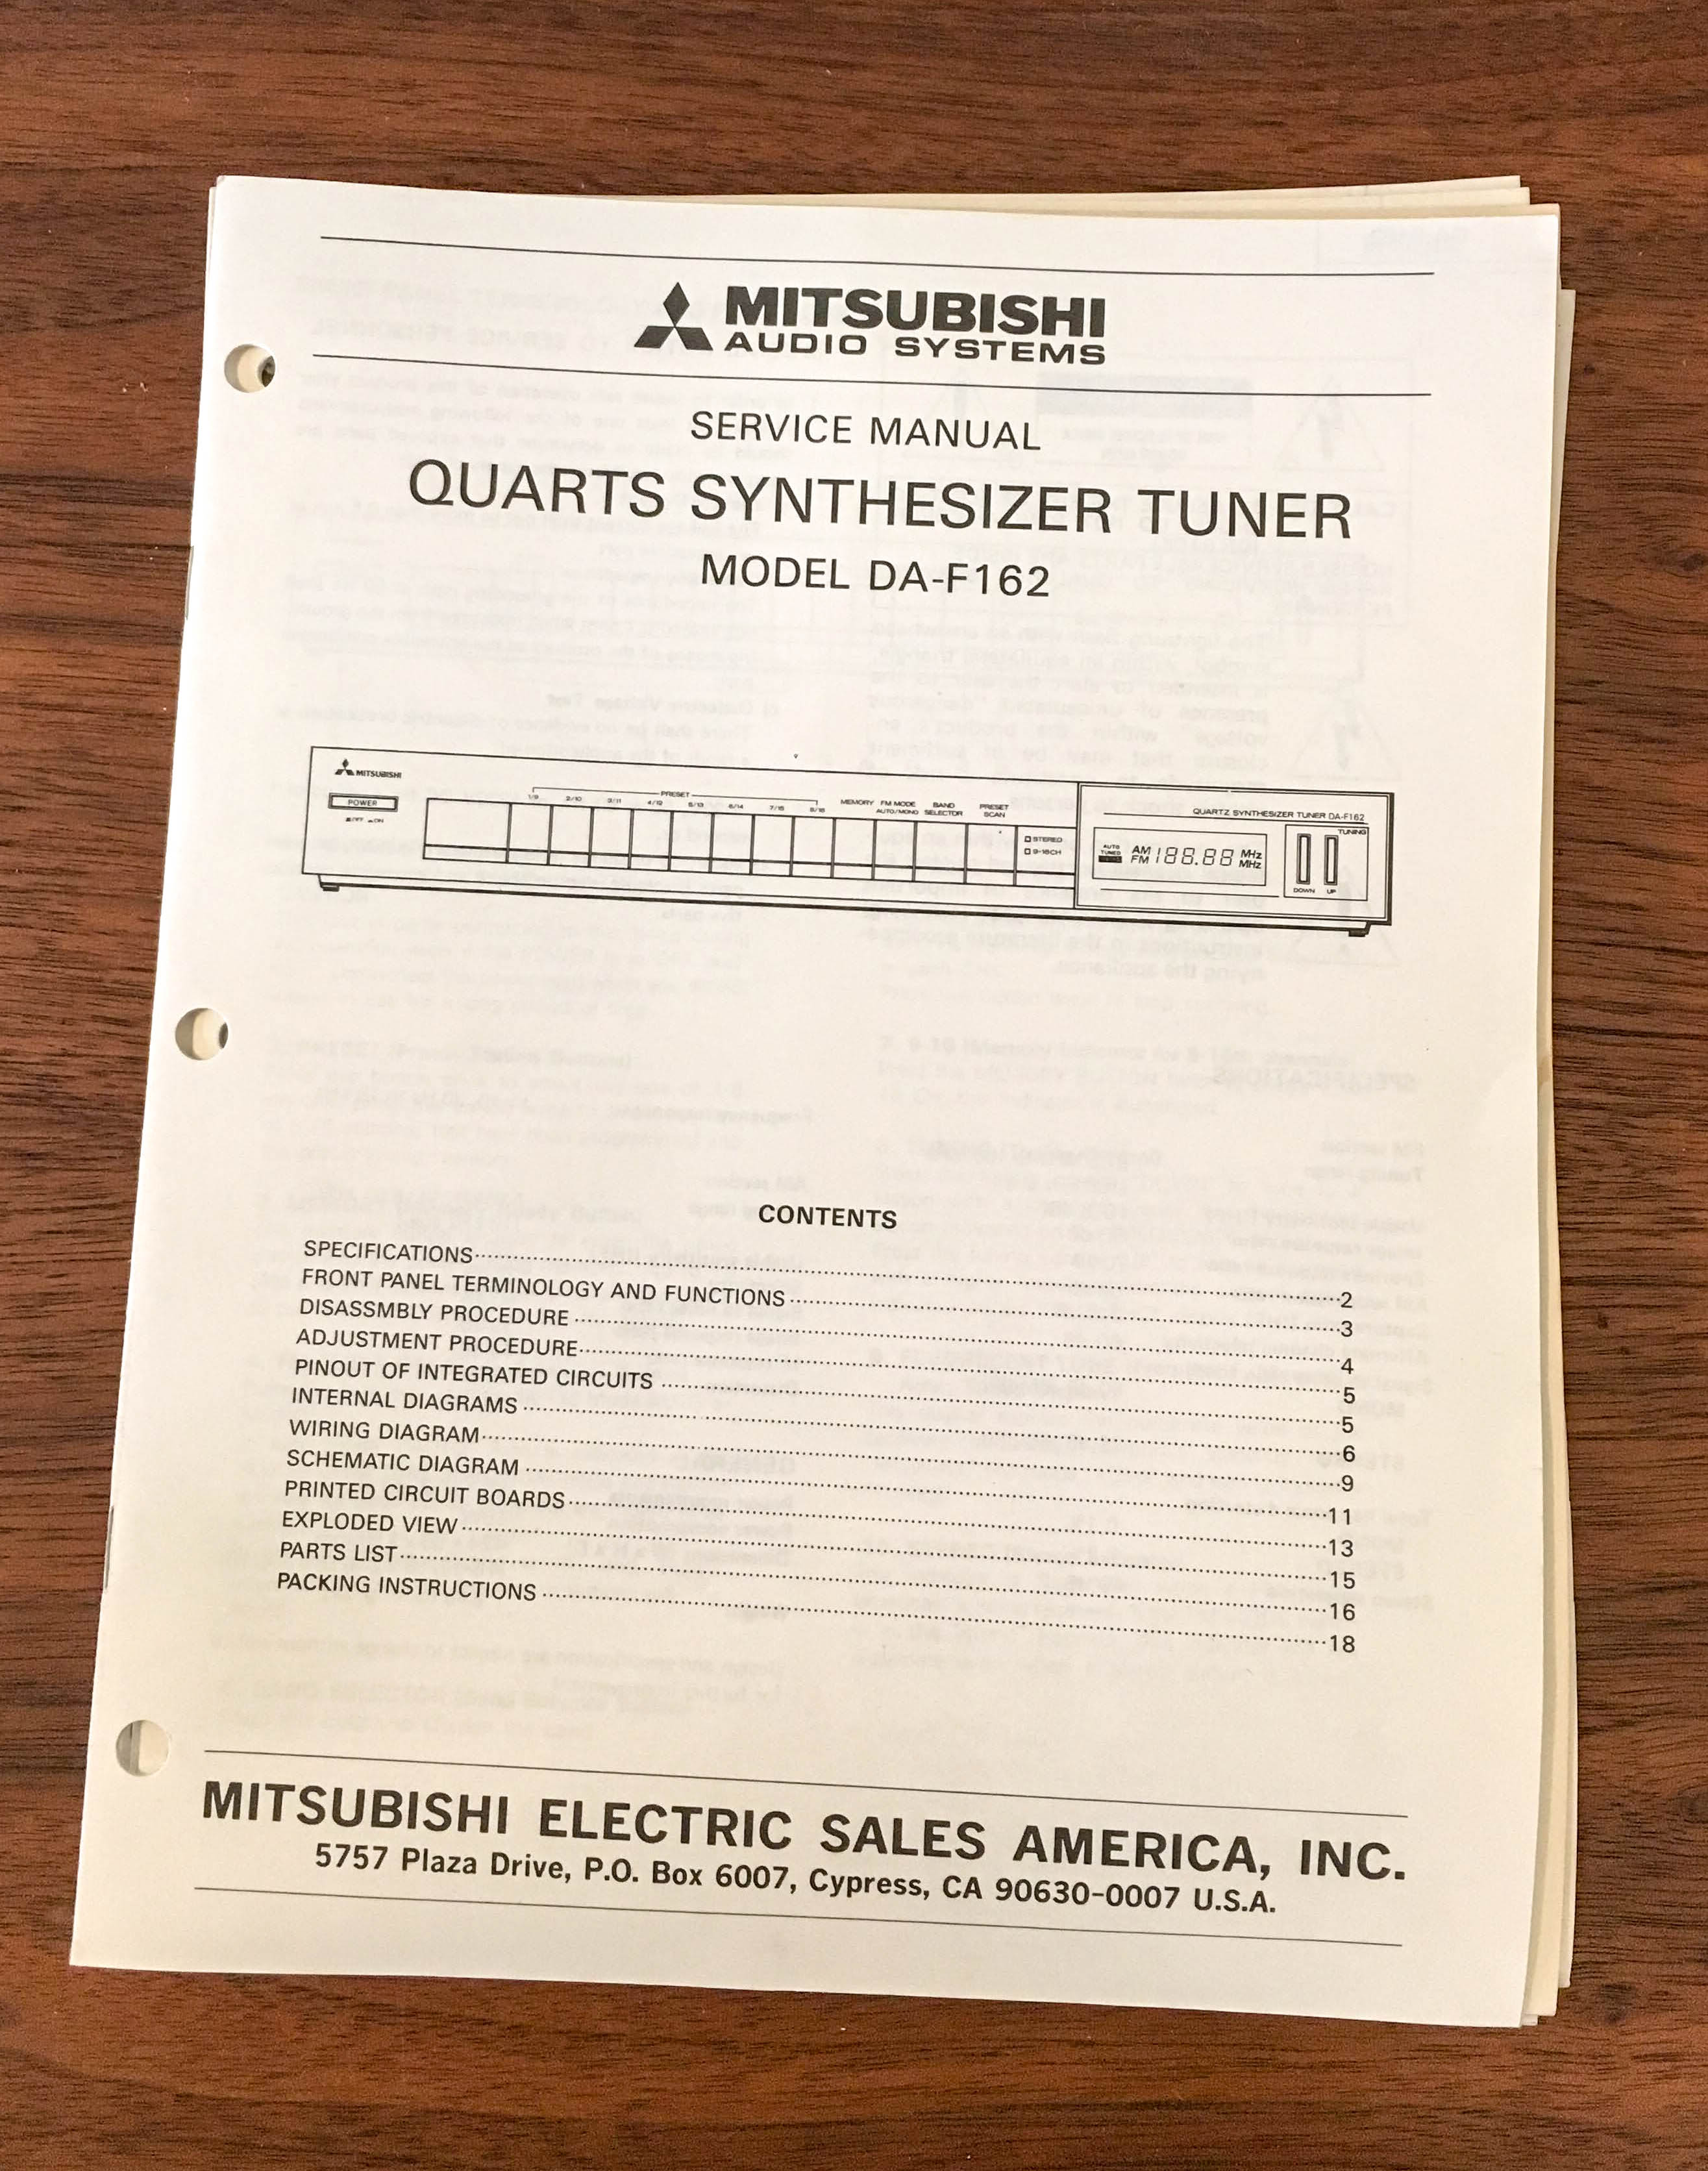 MITSUBISHI
AUDIO SYSTEMS
SERVICE MANUAL
QUARTS SYNTHESIZER TUNER
MODEL DA-F162
MITSUBISHI
POWER
OFF ON
PRESET
1/9 2/10 3/11 4/12 5/13 6/14 7/15 8/16
MEMORY FM MODE AUTO/MONO BAND SELECTOR PRESET SCAN
STEREO
9-16CH
QUARTZ SYNTHESIZER TUNER DA-F162
TUNING
AUTO TUNED
AM 188.88 MHz
FM MHz
DOWN UP
CONTENTS
SPECIFICATIONS 2
FRONT PANEL TERMINOLOGY AND FUNCTIONS 3
DISASSMBLY PROCEDURE 4
ADJUSTMENT PROCEDURE 5
PINOUT OF INTEGRATED CIRCUITS 5
INTERNAL DIAGRAMS 6
WIRING DIAGRAM 9
SCHEMATIC DIAGRAM 11
PRINTED CIRCUIT BOARDS 13
EXPLODED VIEW 15
PARTS LIST 16
PACKING INSTRUCTIONS 18
MITSUBISHI ELECTRIC SALES AMERICA, INC.
5757 Plaza Drive, P.O. Box 6007, Cypress, CA 90630-0007 U.S.A.